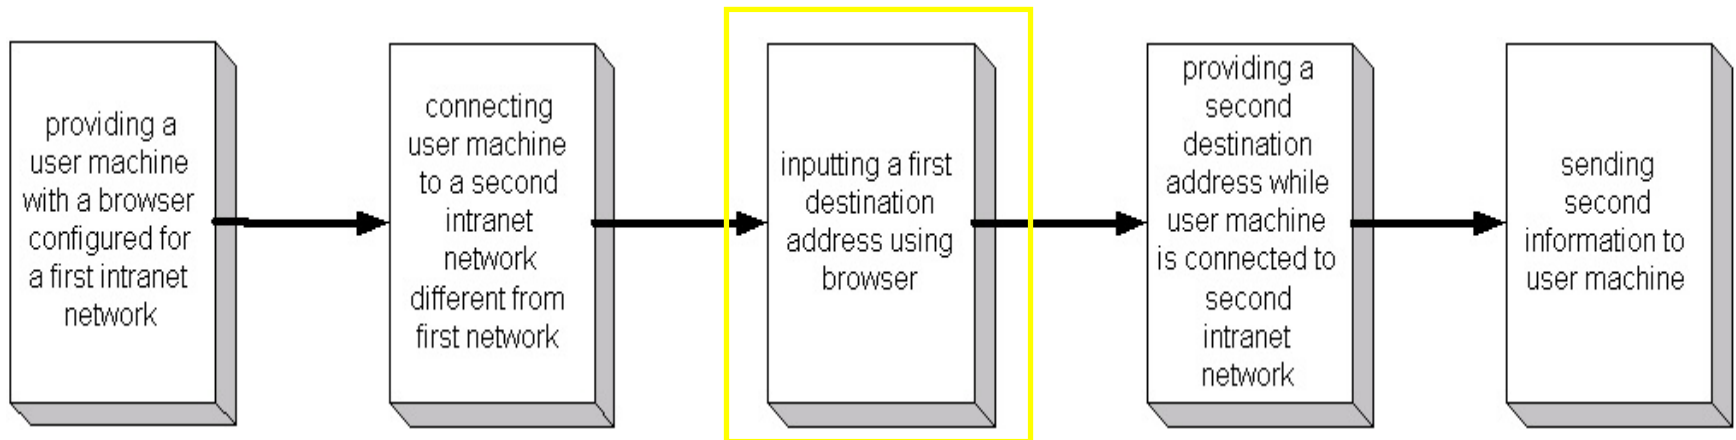 providing a
user machine
with a browser
configured for
a first intranet
network
connecting
user machine
to a second
intranet
network
different from
first network
inputting a first
destination
address using
browser
providing a
second
destination
address while
user machine
is connected to
second
intranet
network
sending
second
information to
user machine